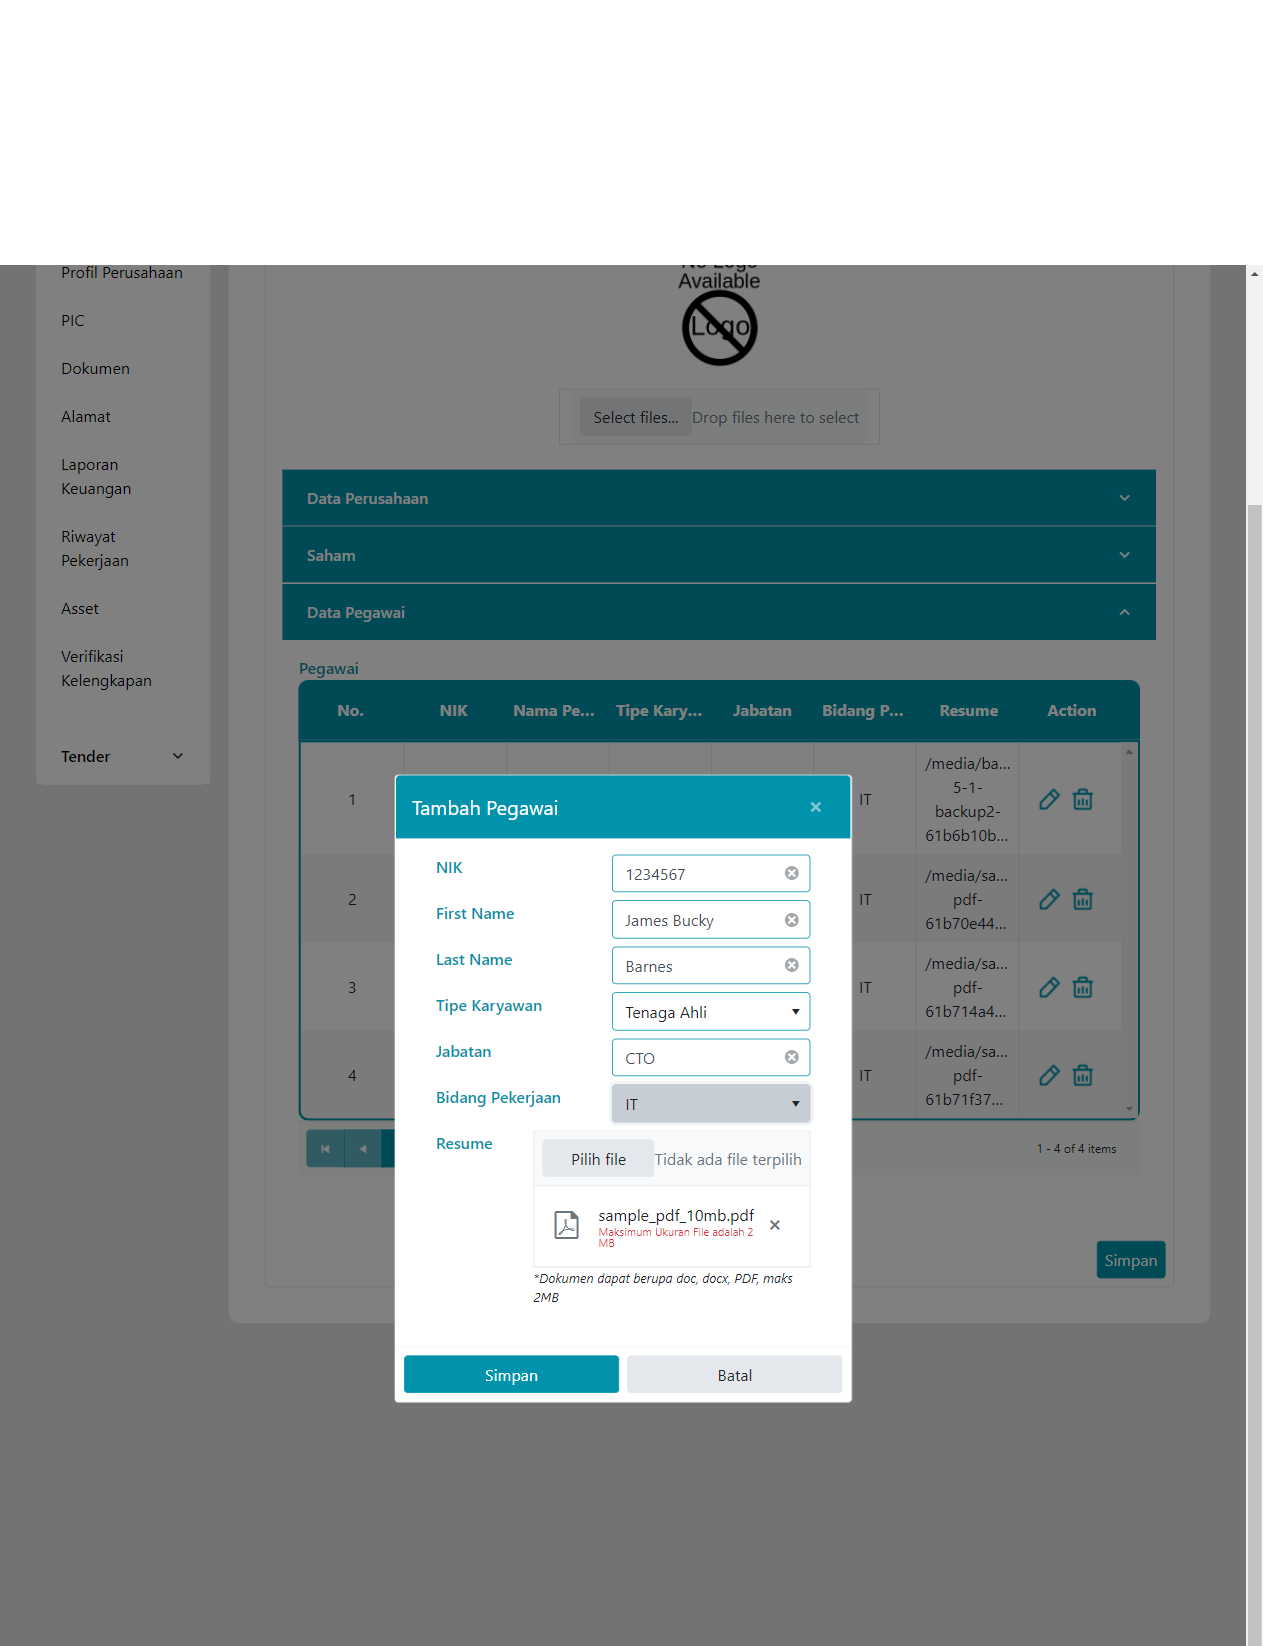 Profil Perusahaan
PIC
Dokumen
Alamat
Laporan
Keuangan
Riwayat
Pekerjaan
Asset
Verifikasi
Kelengkapan
Tender
No Logo
Available
Logo
Select files...
Drop files here to select
Data Perusahaan
Saham
Data Pegawai
Pegawai
No.
NIK
Nama Pe...
Tipe Kary...
Jabatan
Bidang P...
Resume
Action
1
IT
/media/ba...
5-1-
backup2-
61b6b10b...
2
IT
/media/sa...
pdf-
61b70e44...
3
IT
/media/sa...
pdf-
61b714a4...
4
IT
/media/sa...
pdf-
61b71f37...
1 - 4 of 4 items
Simpan
Tambah Pegawai
NIK
1234567
First Name
James Bucky
Last Name
Barnes
Tipe Karyawan
Tenaga Ahli
Jabatan
CTO
Bidang Pekerjaan
IT
Resume
Pilih file
Tidak ada file terpilih
sample_pdf_10mb.pdf
Maksimum Ukuran File adalah 2
MB
*Dokumen dapat berupa doc, docx, PDF, maks
2MB
Simpan
Batal